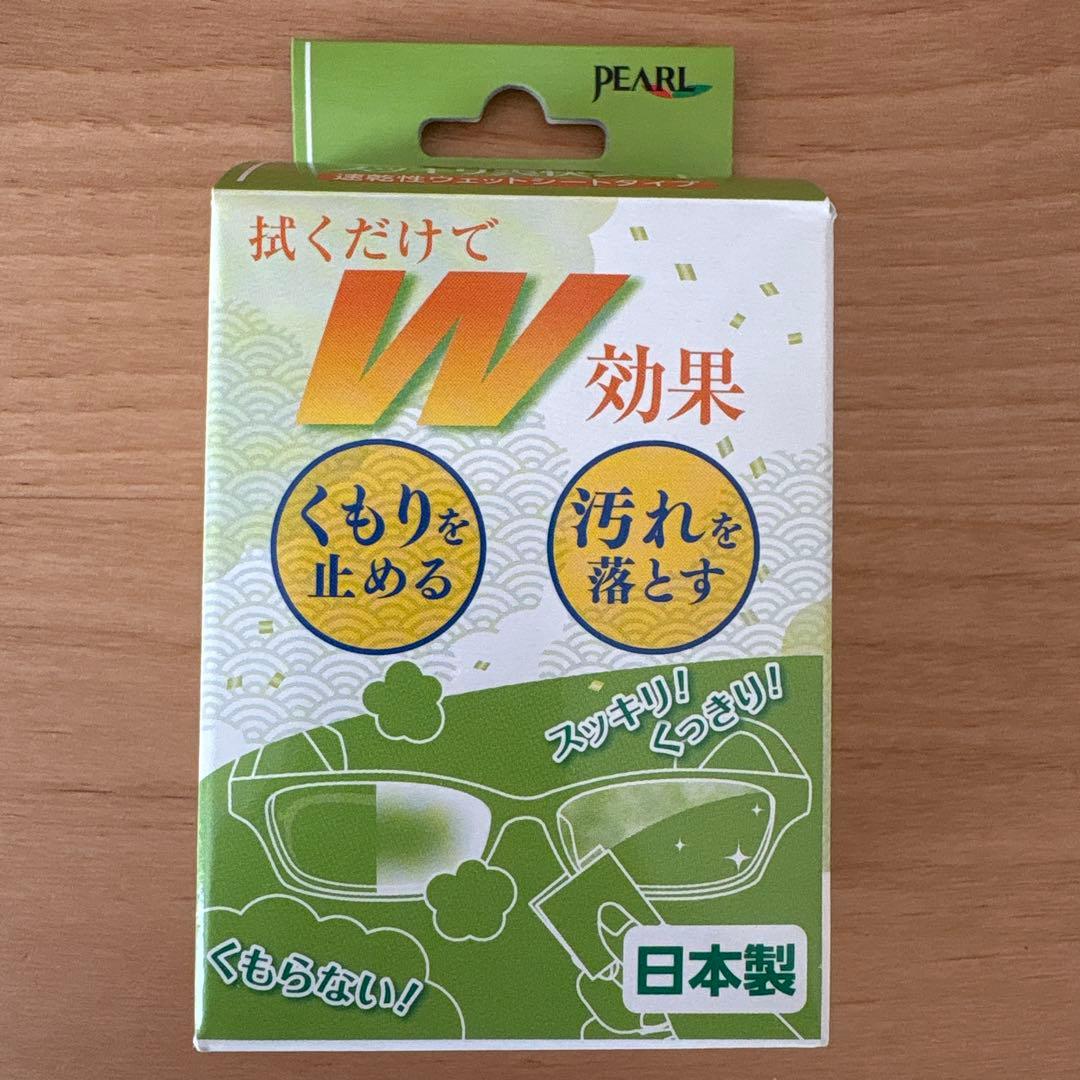 PEARL
速乾性ウェットシートタイプ
拭くだけで
W
効果
くもりを
止める
汚れを
落とす
スッキリ!
くっきり!
くもらない!
日本製